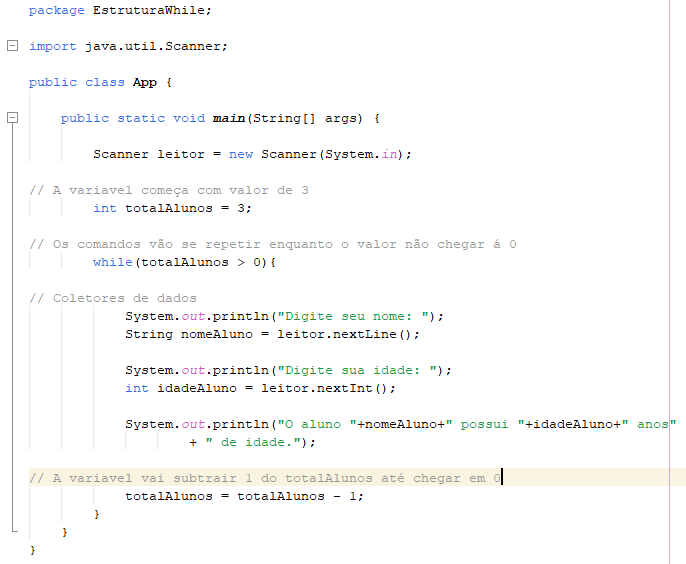 package EstruturaWhile;
import java.util.Scanner;
public class App {
public static void main(String[] args) {
Scanner leitor = new Scanner(System.in);
// A variavel começa com valor de 3
int totalAlunos = 3;
// Os comandos vão se repetir enquanto o valor não chegar á 0
while(totalAlunos > 0){
// Coletores de dados
System.out.println("Digite seu nome: ");
String nomeAluno = leitor.nextLine();
System.out.println("Digite sua idade: ");
int idadeAluno = leitor.nextInt();
System.out.println("O aluno "+nomeAluno+" possui "+idadeAluno+" anos"
+ " de idade.");
// A variavel vai subtrair 1 do totalAlunos até chegar em 0
totalAlunos = totalAlunos - 1;
}
}
}